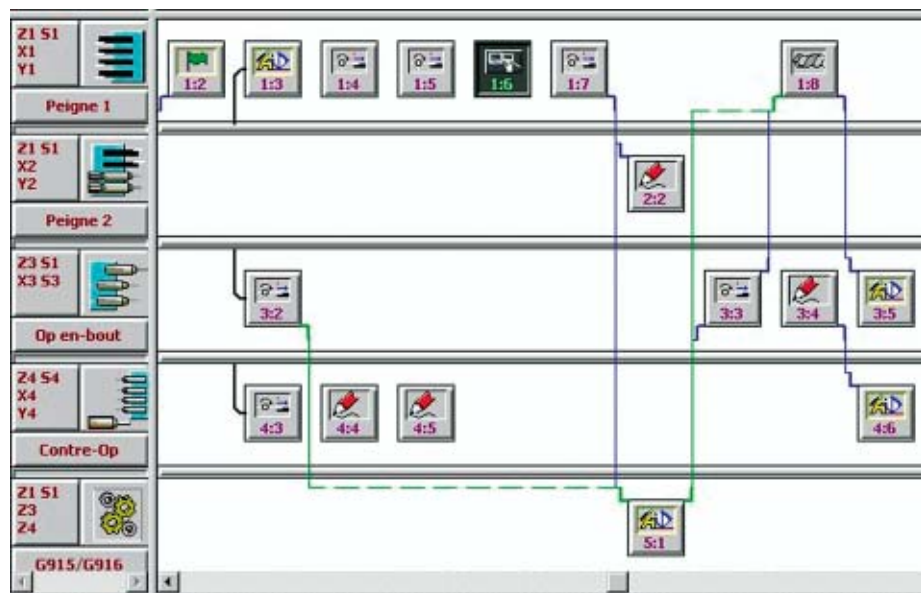 Z1 S1
X1
Y1
Peigne 1
1:2 1:3 1:4 1:5 1:6 1:7 1:8
Z1 S1
X2
Y2
Peigne 2
2:2
Z3 S1
X3 S3
Op en-bout
3:2 3:3 3:4 3:5
Z4 S4
X4
Y4
Contre-Op
4:3 4:4 4:5 4:6
Z1 S1
Z3
Z4
G915/G916
5:1